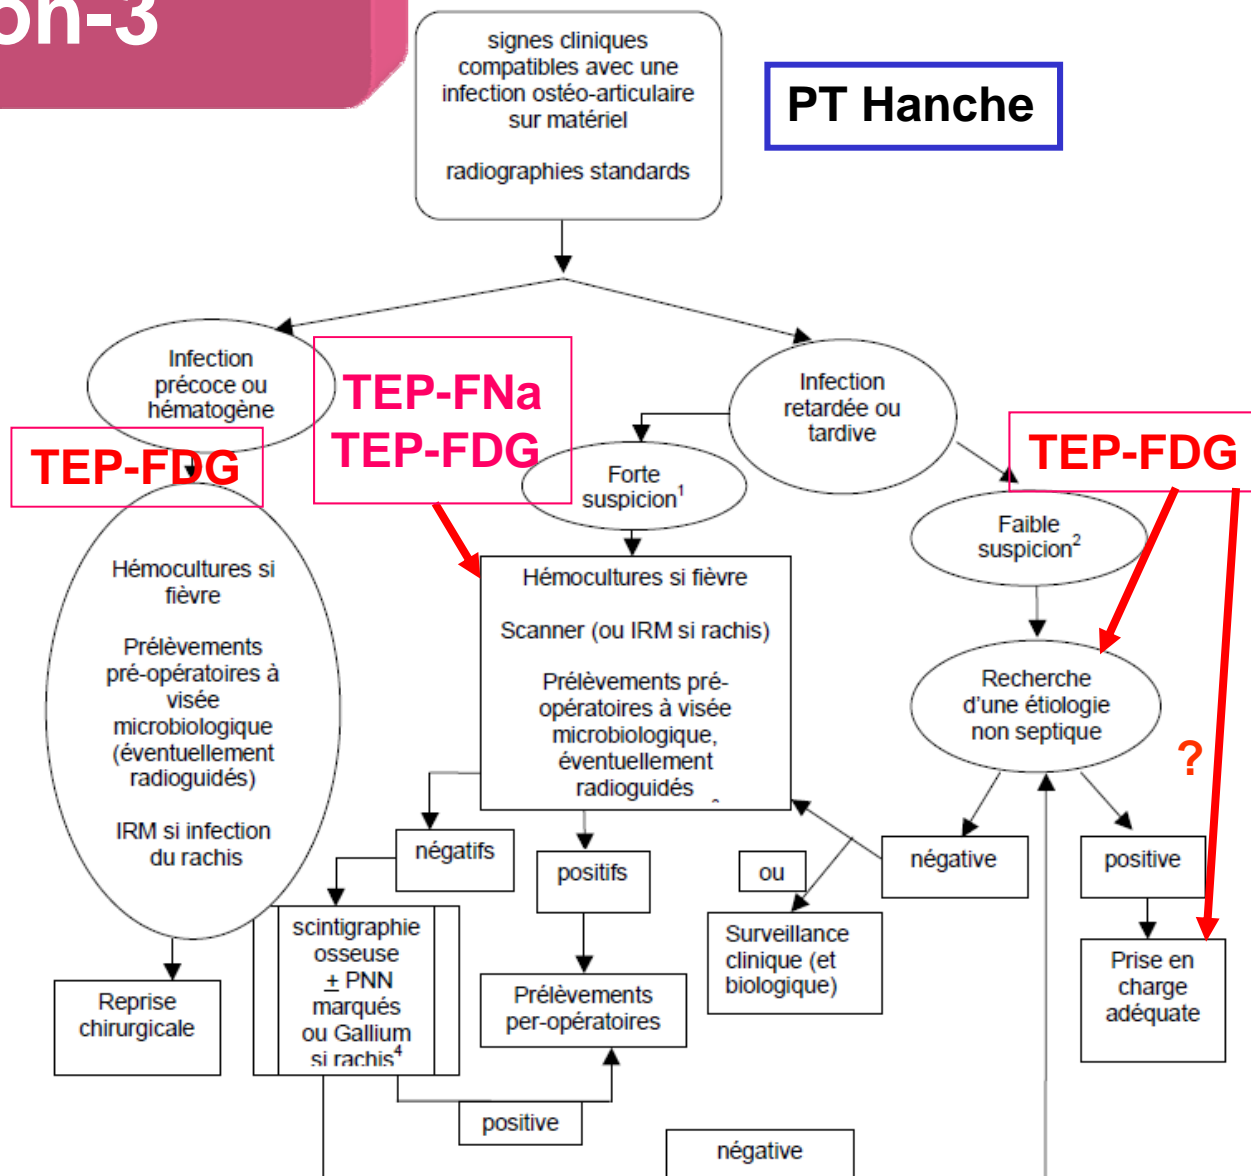 on-3
signes cliniques
compatibles avec une
infection ostéo-articulaire
sur matériel
radiographies standards
PT Hanche
Infection
précoce ou
hématogène
TEP-FNa
TEP-FDG
Infection
retardée ou
tardive
TEP-FDG
TEP-FDG
Forte
suspicion¹
Faible
suspicion²
Hémocultures si
fièvre
Prélèvements
pré-opératoires à
visée
microbiologique
(éventuellement
radioguidés)
IRM si infection
du rachis
Hémocultures si fièvre
Scanner (ou IRM si rachis)
Prélèvements pré-
opératoires à visée
microbiologique,
éventuellement
radioguidés
Recherche
d'une étiologie
non septique
?
négatifs
positifs
ou
négative
positive
scintigraphie
osseuse
± PNN
marqués
ou Gallium
si rachis⁴
Surveillance
clinique (et
biologique)
Prise en
charge
adéquate
Reprise
chirurgicale
Prélèvements
per-opératoires
positive
négative